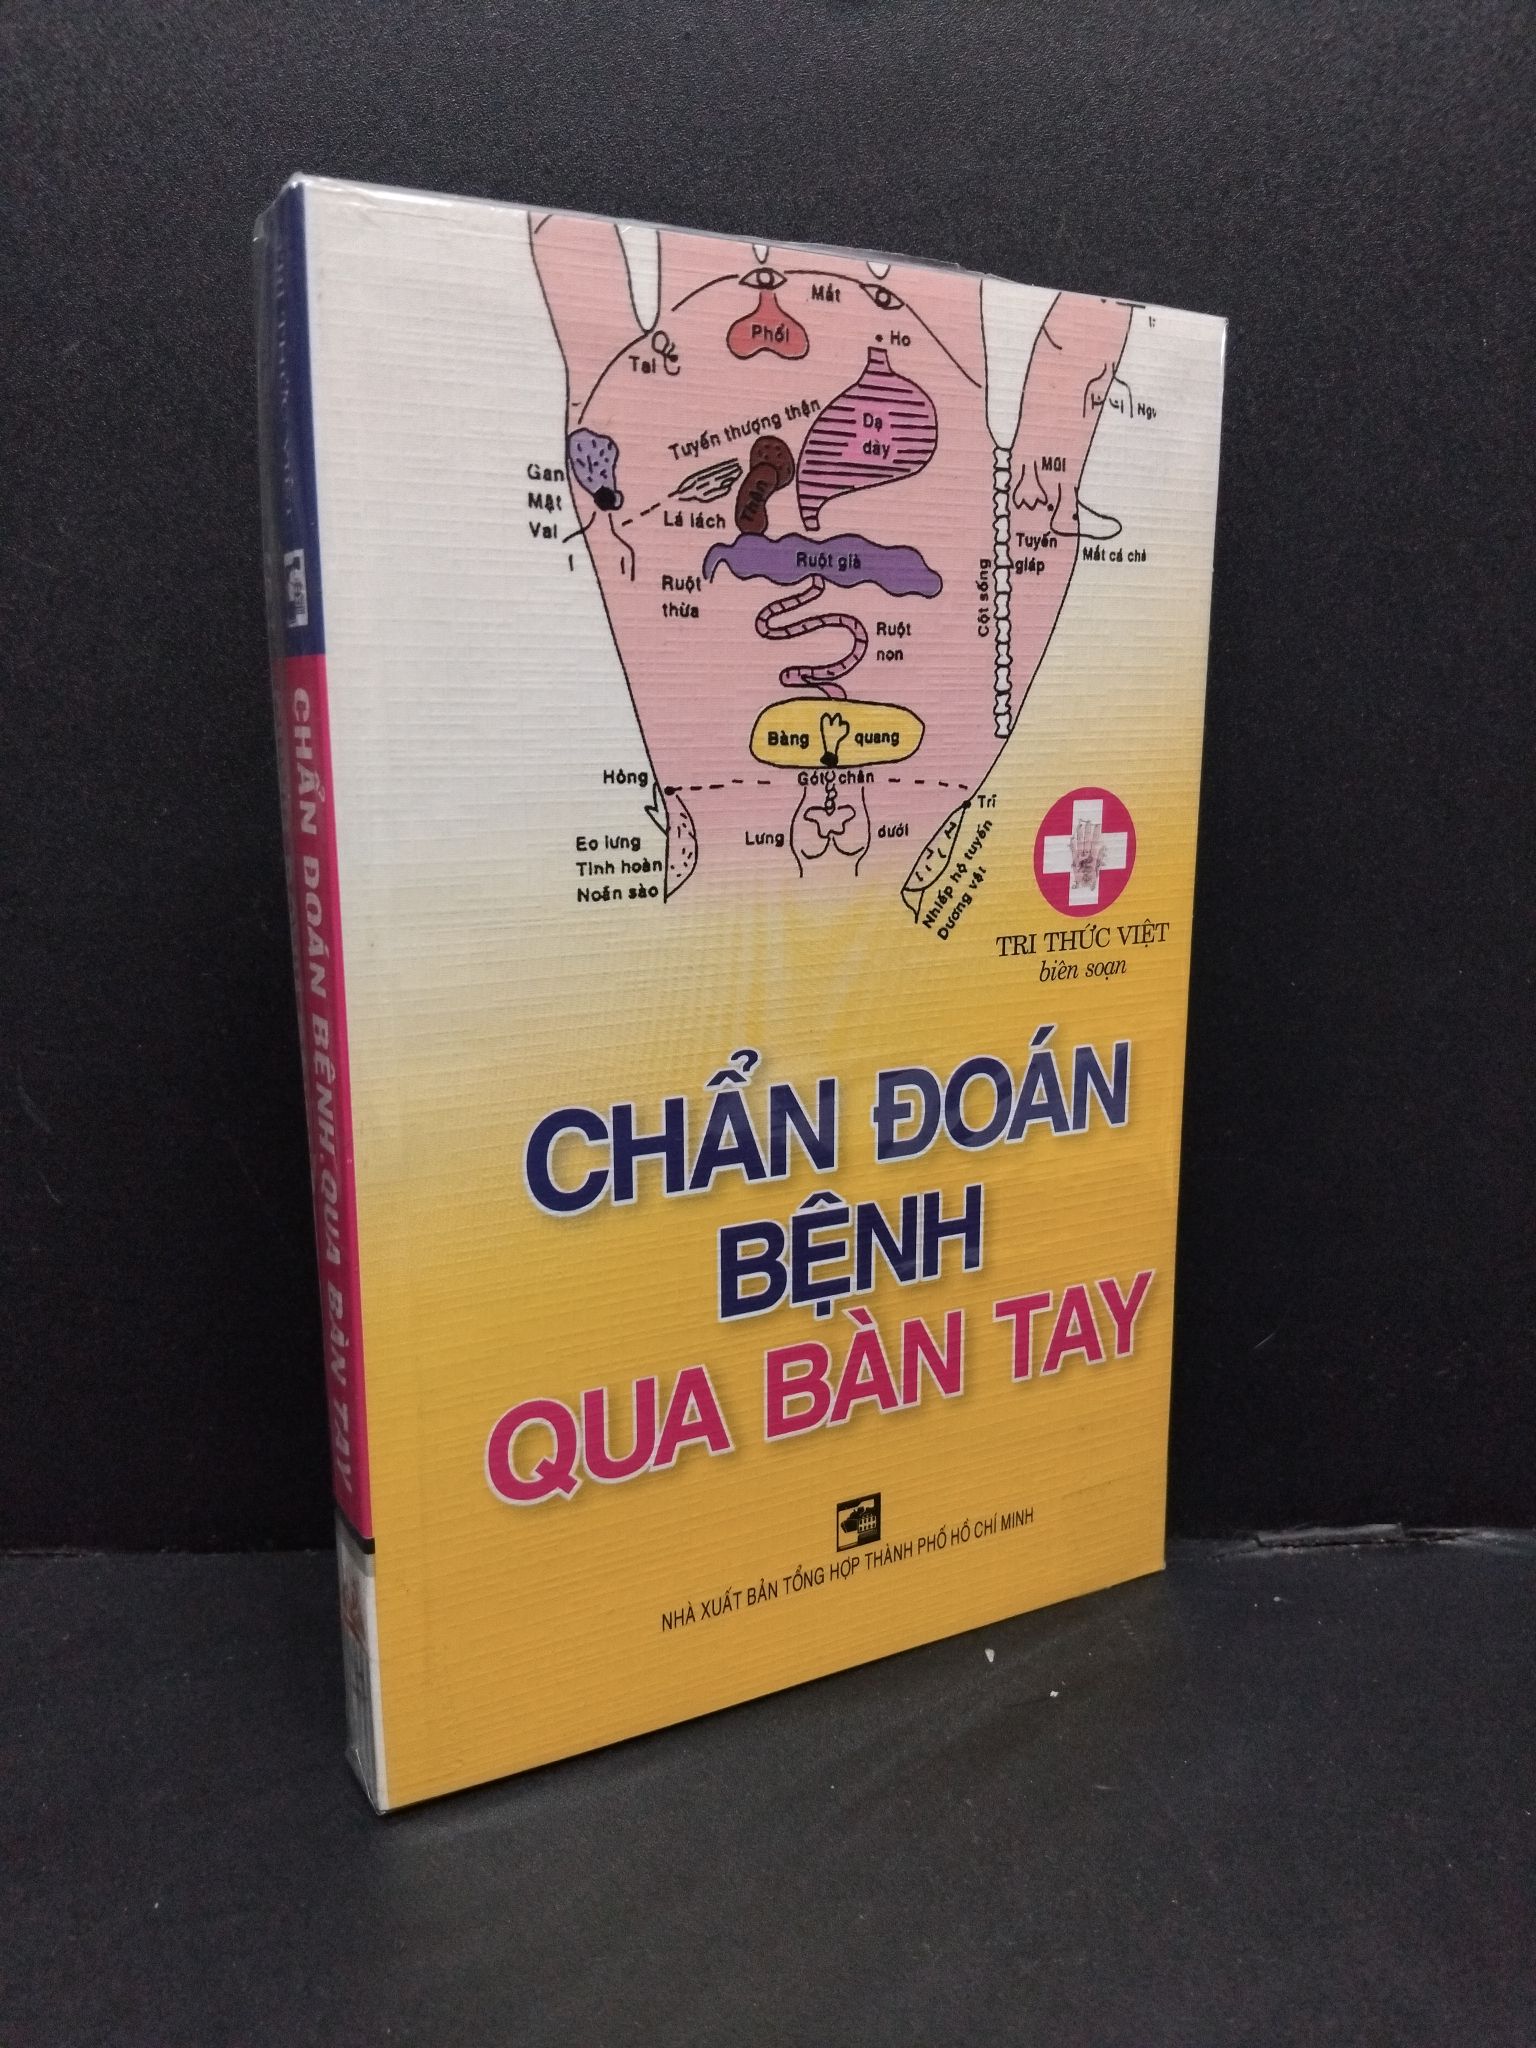 Mắt
Phổi
Ho
Tai
Tuyến thượng thận
Dạ
dày
Gan
Mật
Vai
Thận
Lá lách
Mũi
Tuyến
giáp
Mắt cá châ
Cột sống
Ruột già
Ruột
thừa
Ruột
non
Bàng quang
Hông
Gót chân
Trĩ
Eo lưng
Tinh hoàn
Noãn sào
Lưng dưới
Nhiếp hộ tuyến
Dương vật
TRI THỨC VIỆT
biên soạn
CHẨN ĐOÁN
BỆNH
QUA BÀN TAY
NHÀ XUẤT BẢN TỔNG HỢP THÀNH PHỐ HỒ CHÍ MINH
CHẨN ĐOÁN BỆNH QUA BÀN TAY